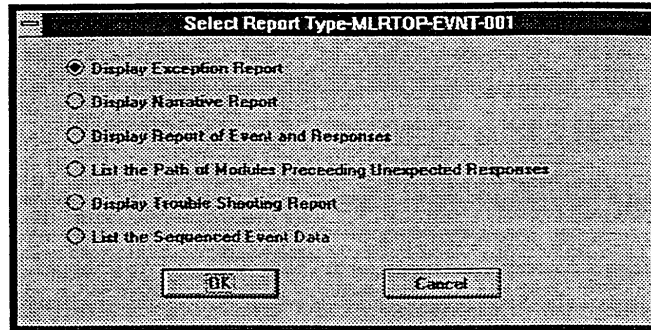 Select Report Type-MLRTOP-EVNT-001
Display Exception Report
Display Narrative Report
Display Report of Event and Responses
List the Path of Modules Preceeding Unexpected Responses
Display Trouble Shooting Report
List the Sequenced Event Data
OK Cancel